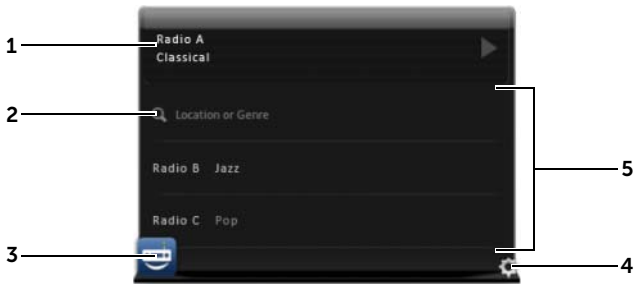 1
Radio A
Classical
2
Location or Genre
Radio B Jazz
5
Radio C Pop
3
4